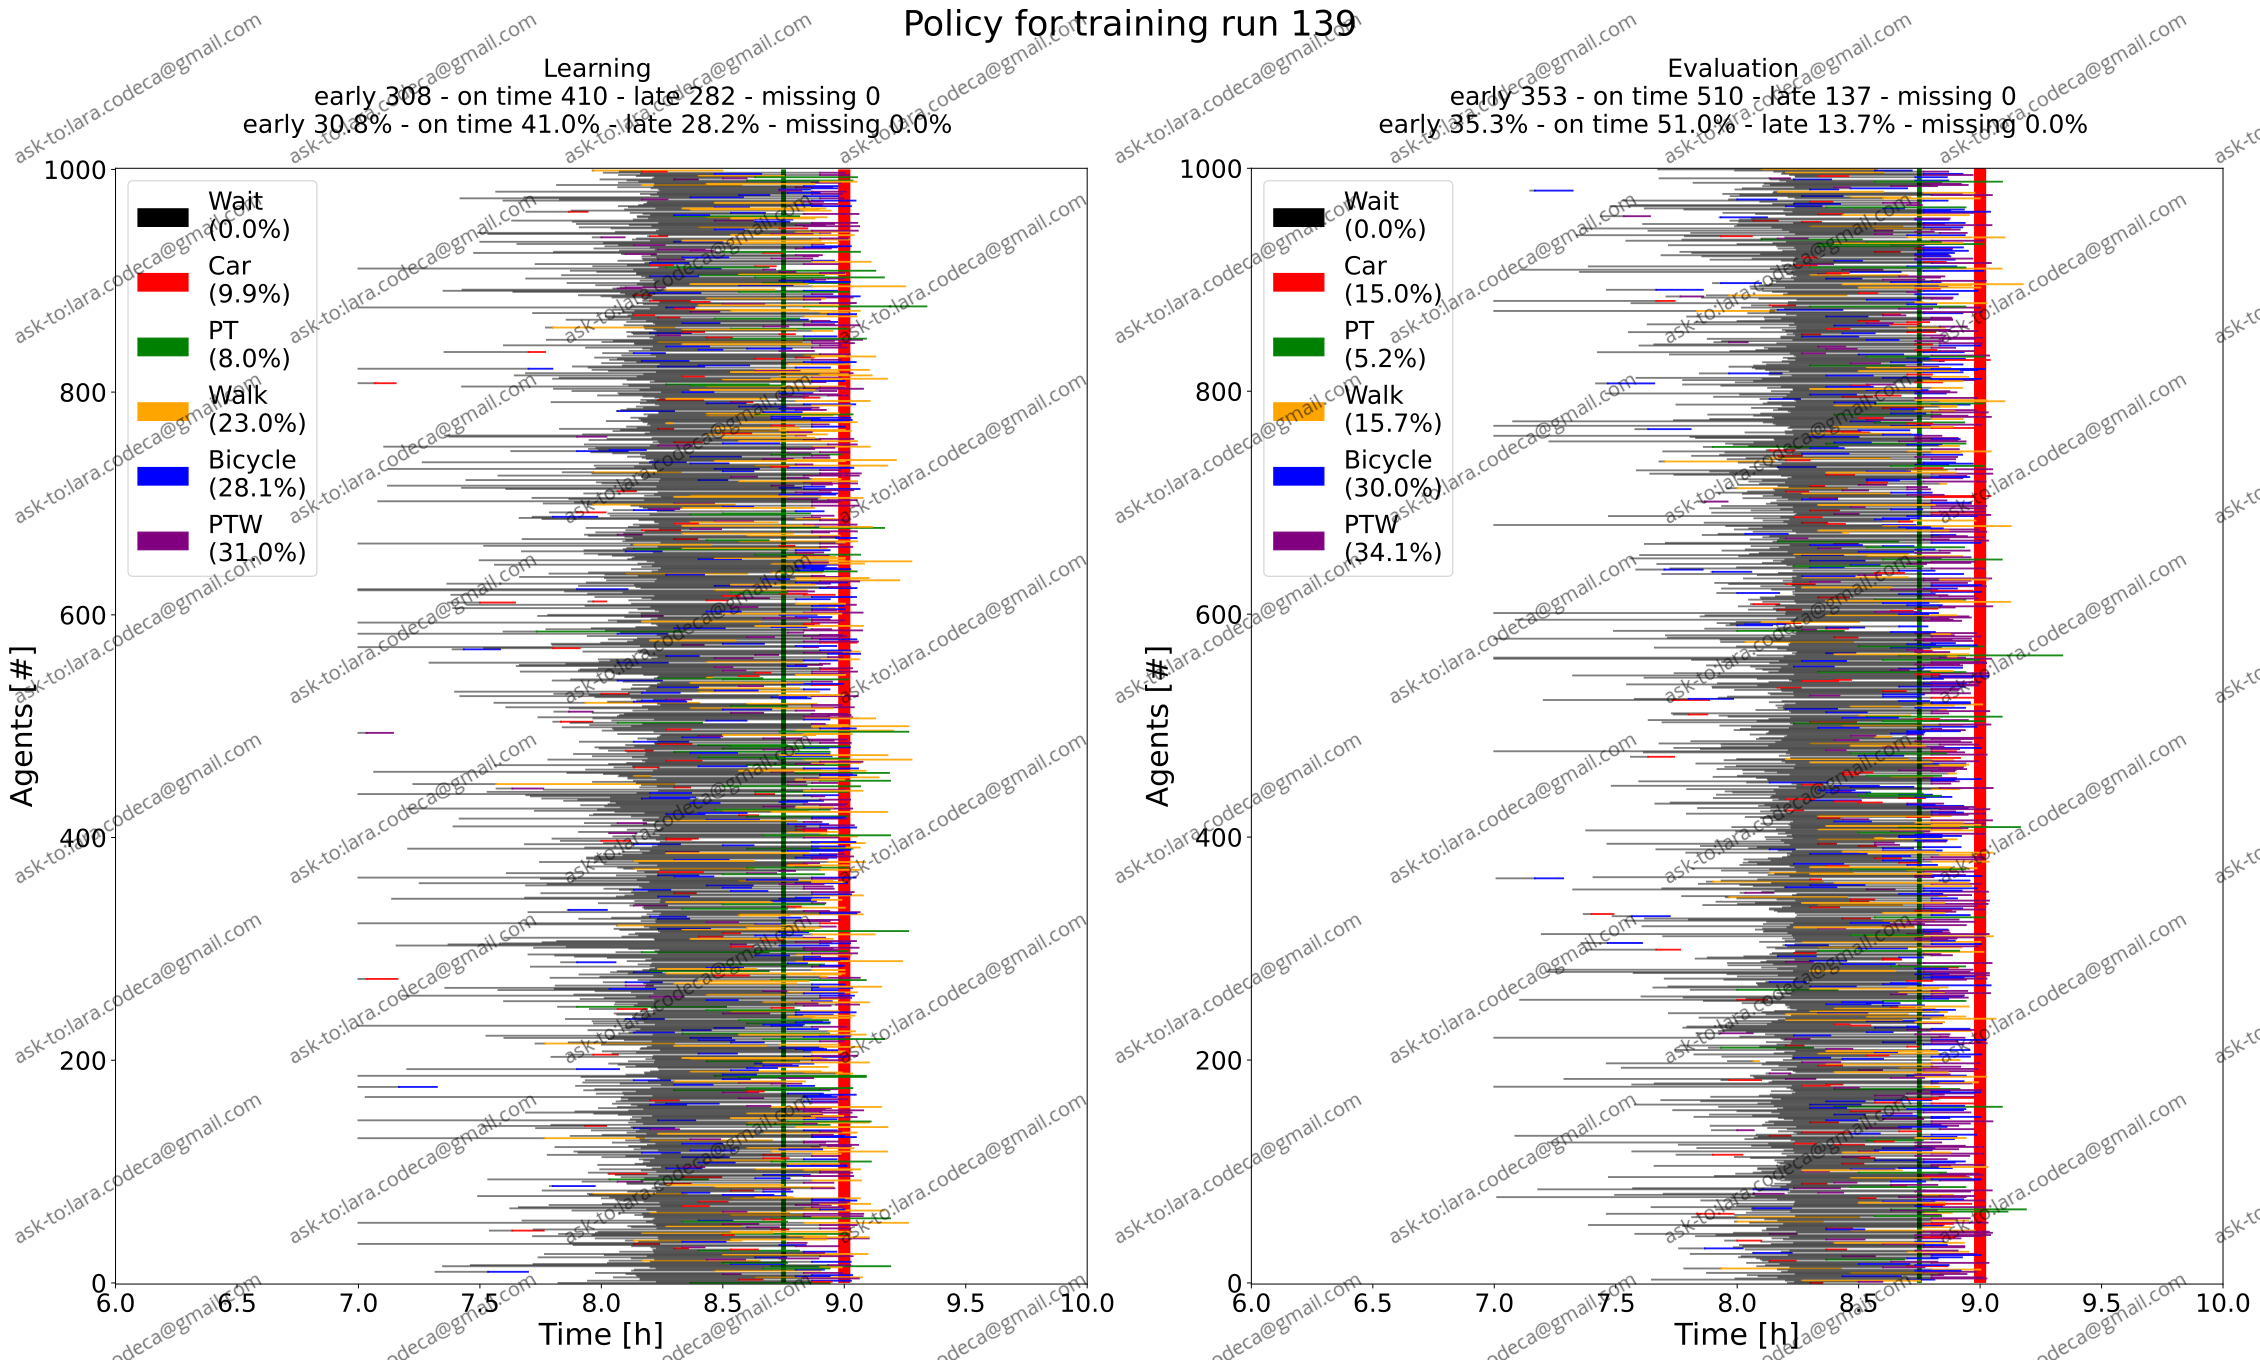 Policy for training run 139
Learning
early 308 - on time 410 - late 282 - missing 0
early 30.8% - on time 41.0% - late 28.2% - missing 0.0%
1000
800
600
400
200
0
Agents [#]
Wait
(0.0%)
Car
(9.9%)
PT
(8.0%)
Walk
(23.0%)
Bicycle
(28.1%)
PTW
(31.0%)
6.0 6.5 7.0 7.5 8.0 8.5 9.0 9.5 10.0
Time [h]
Evaluation
early 353 - on time 510 - late 137 - missing 0
early 35.3% - on time 51.0% - late 13.7% - missing 0.0%
1000
800
600
400
200
0
Agents [#]
Wait
(0.0%)
Car
(15.0%)
PT
(5.2%)
Walk
(15.7%)
Bicycle
(30.0%)
PTW
(34.1%)
6.0 6.5 7.0 7.5 8.0 8.5 9.0 9.5 10.0
Time [h]
ask-to:lara.codeca@gmail.com